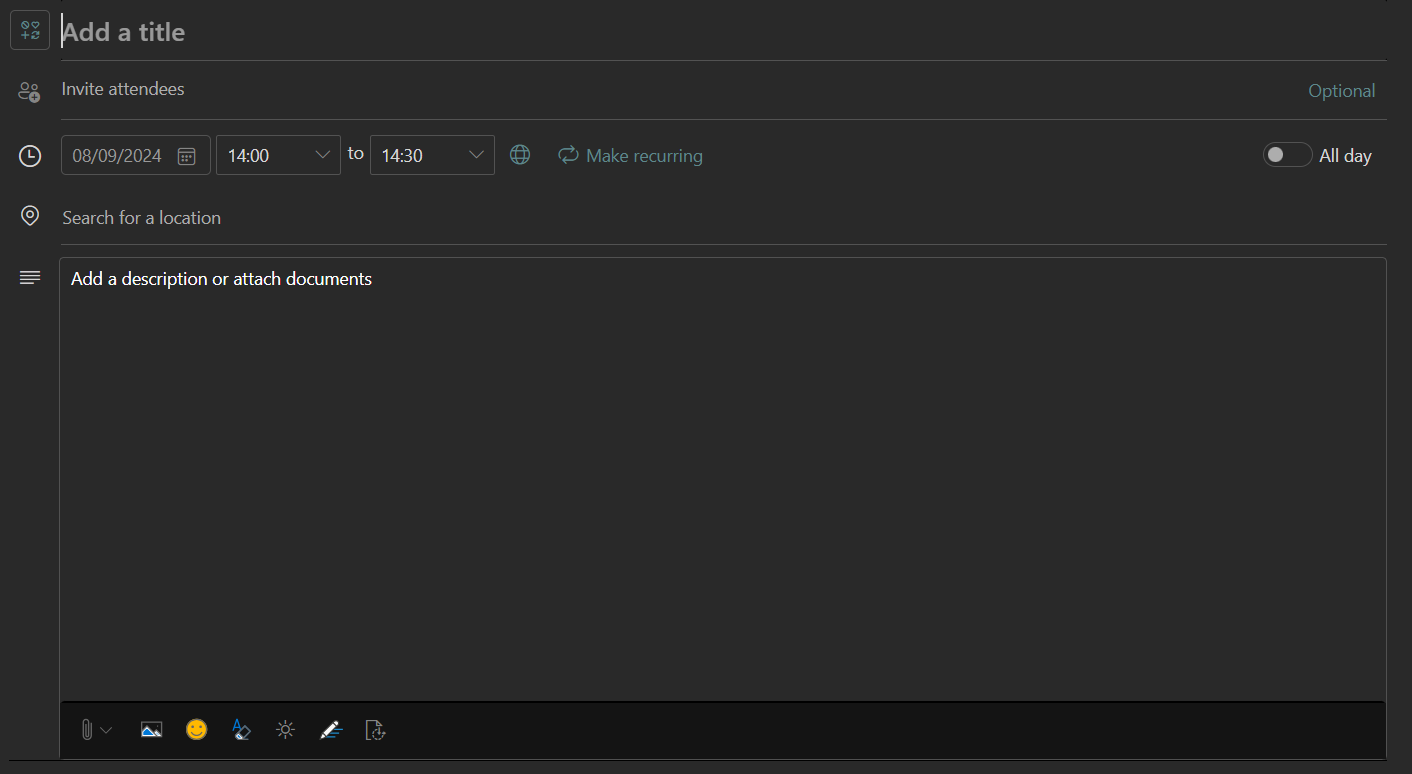 Add a title
Invite attendees Optional
08/09/2024 14:00 to 14:30 Make recurring All day
Search for a location
Add a description or attach documents